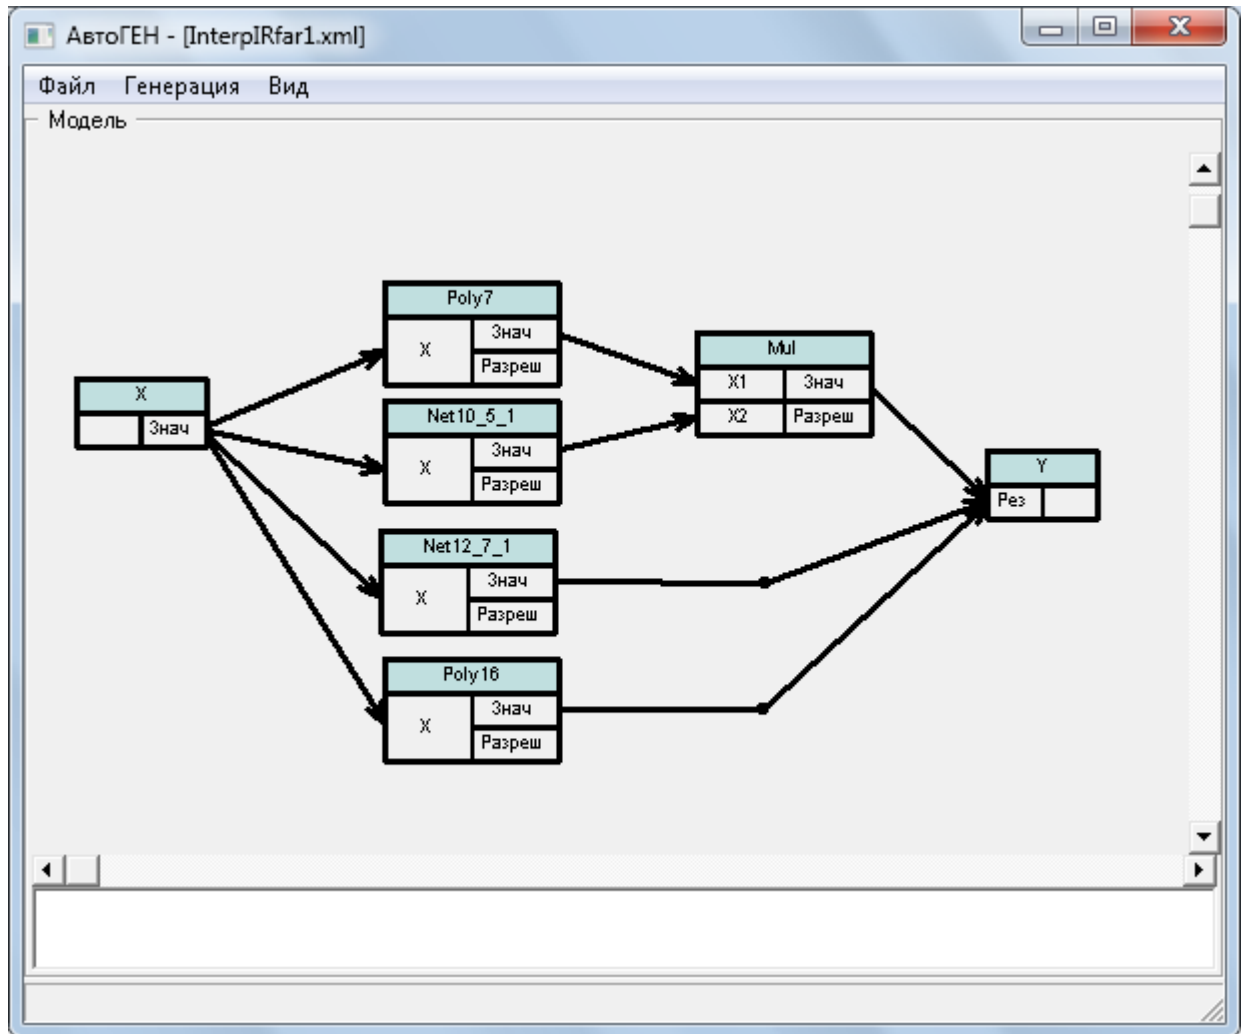 АвтоГЕН - [InterpIRfar1.xml]
Файл Генерация Вид
Модель
Poly7
X Знач
Разреш
Mul
X1 Знач
X2 Разреш
X
Знач
Net10_5_1
X Знач
Разреш
Y
Рез
Net12_7_1
X Знач
Разреш
Poly16
X Знач
Разреш